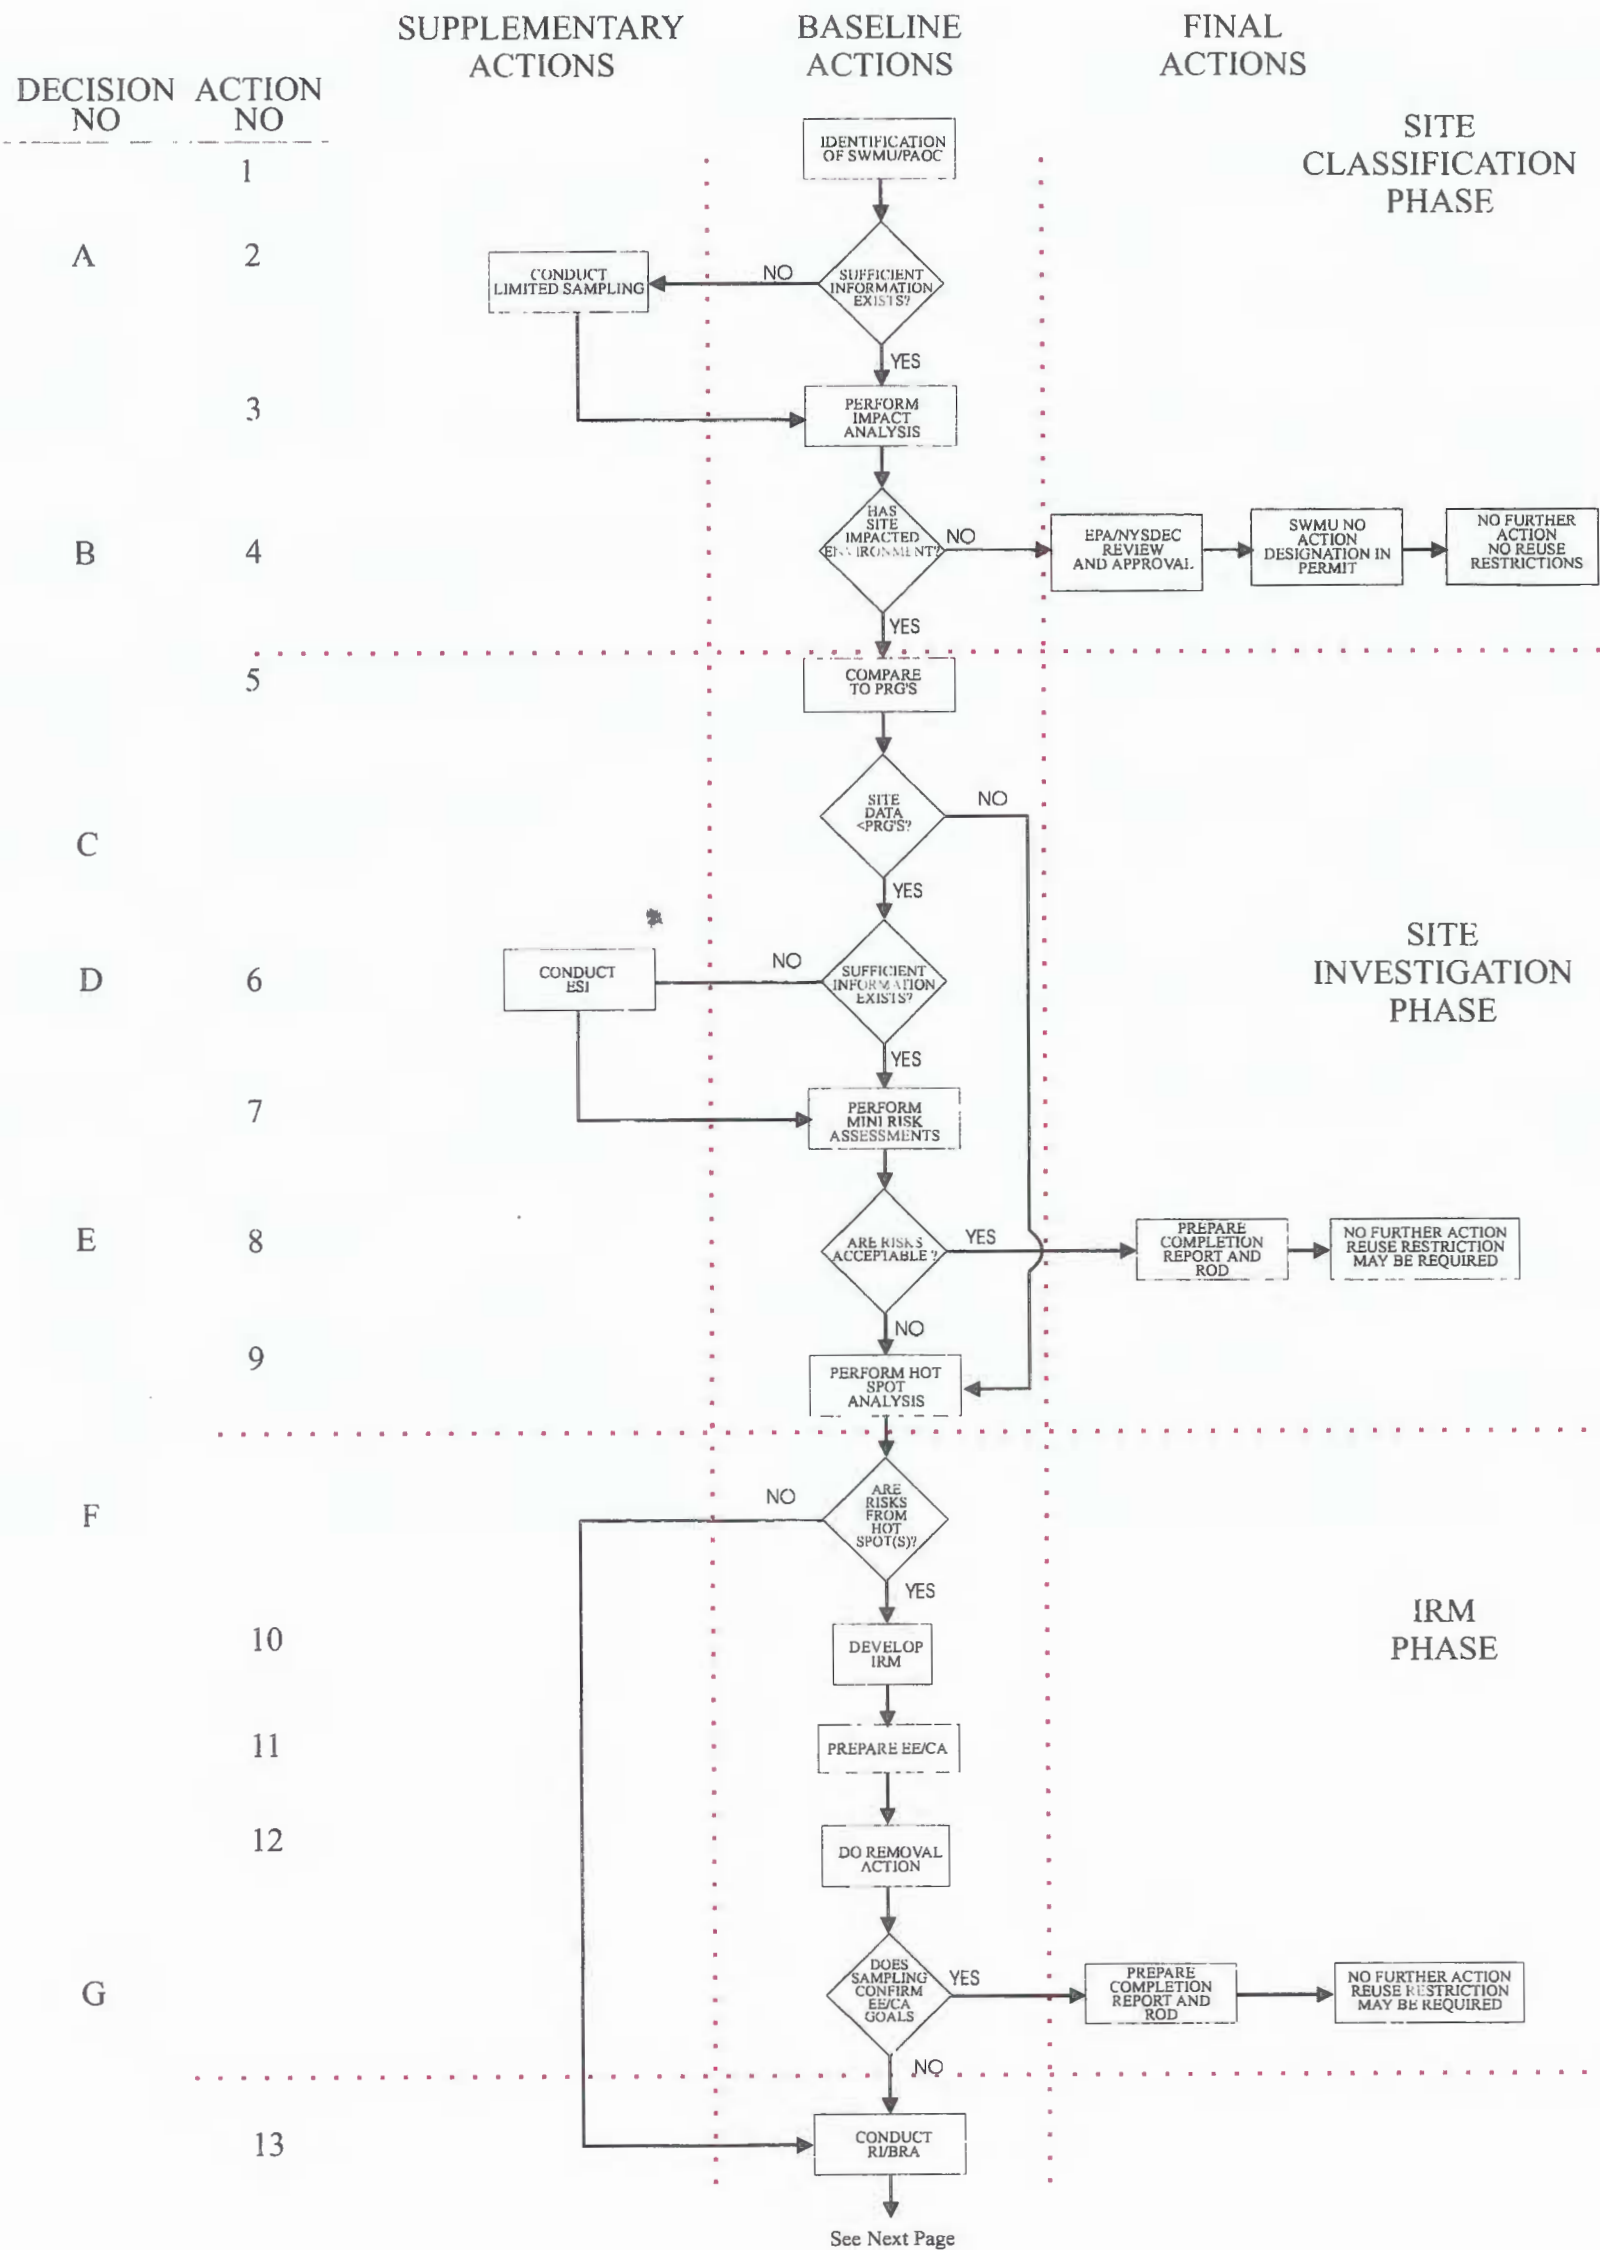 SUPPLEMENTARY
ACTIONS
BASELINE
ACTIONS
FINAL
ACTIONS
DECISION
NO
ACTION
NO
SITE
CLASSIFICATION
PHASE
1
IDENTIFICATION
OF SWMU/PAOC
A
2
CONDUCT
LIMITED SAMPLING
NO
SUFFICIENT
INFORMATION
EXISTS?
YES
3
PERFORM
IMPACT
ANALYSIS
B
4
HAS
SITE
IMPACTED
ENVIRONMENT?
NO
EPA/NYSDEC
REVIEW
AND APPROVAL
SWMU NO
ACTION
DESIGNATION IN
PERMIT
NO FURTHER
ACTION
NO REUSE
RESTRICTIONS
YES
5
COMPARE
TO PRG'S
C
SITE
DATA
<PRG'S?
NO
YES
SITE
INVESTIGATION
PHASE
D
6
CONDUCT
ESI
NO
SUFFICIENT
INFORMATION
EXISTS?
YES
7
PERFORM
MINI RISK
ASSESSMENTS
E
8
ARE RISKS
ACCEPTABLE ?
YES
PREPARE
COMPLETION
REPORT AND
ROD
NO FURTHER ACTION
REUSE RESTRICTION
MAY BE REQUIRED
NO
9
PERFORM HOT
SPOT
ANALYSIS
F
NO
ARE
RISKS
FROM
HOT
SPOT(S)?
YES
IRM
PHASE
10
DEVELOP
IRM
11
PREPARE EE/CA
12
DO REMOVAL
ACTION
G
DOES
SAMPLING
CONFIRM
EE/CA
GOALS
YES
PREPARE
COMPLETION
REPORT AND
ROD
NO FURTHER ACTION
REUSE RESTRICTION
MAY BE REQUIRED
NO
13
CONDUCT
RI/BRA
See Next Page